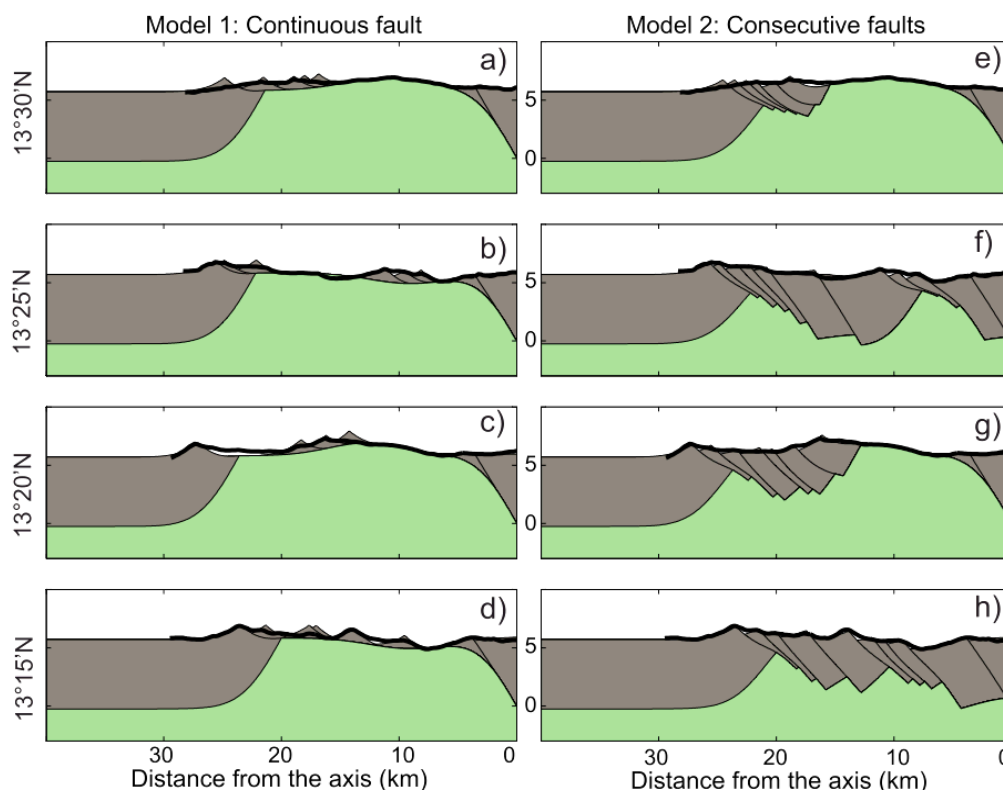 Model 1: Continuous fault
Model 2: Consecutive faults
13°30'N
a)
5
0
e)
13°25'N
b)
5
0
f)
13°20'N
c)
5
0
g)
13°15'N
d)
5
0
h)
30 20 10 0
30 20 10 0
Distance from the axis (km)
Distance from the axis (km)